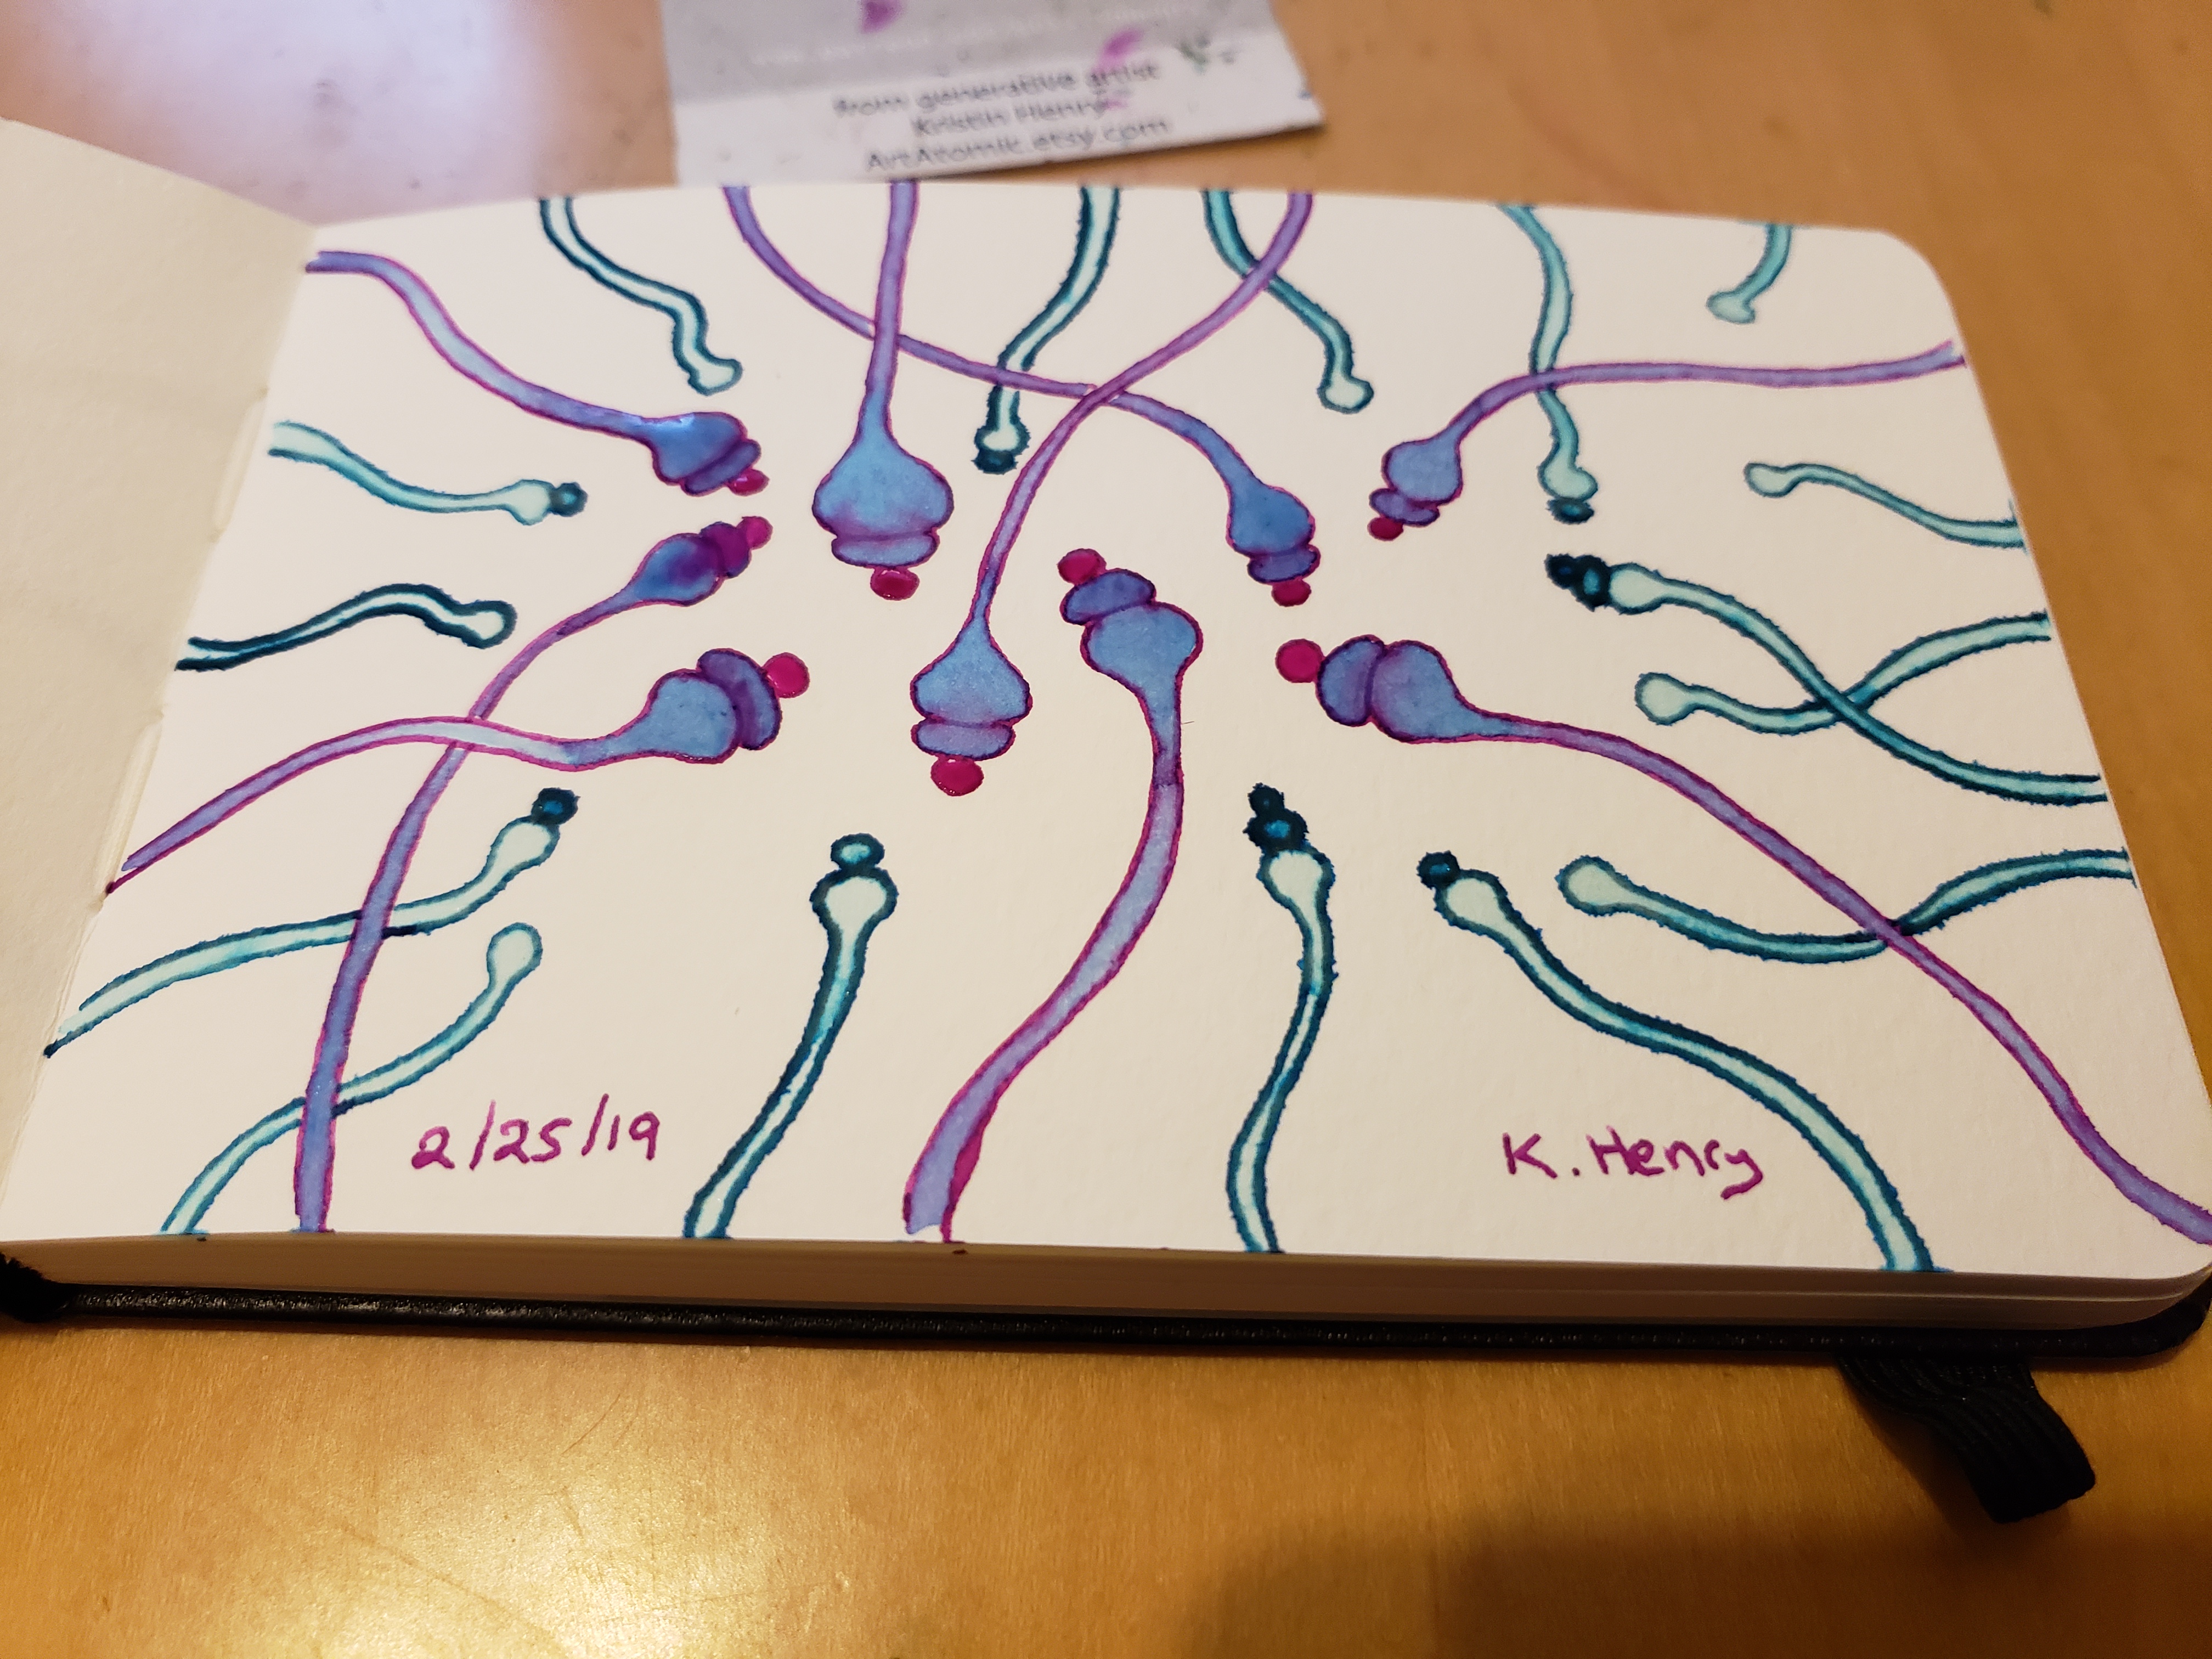 From generative artist
Kristin Henry
ArtAtomic.etsy.com
2/25/19
K. Henry